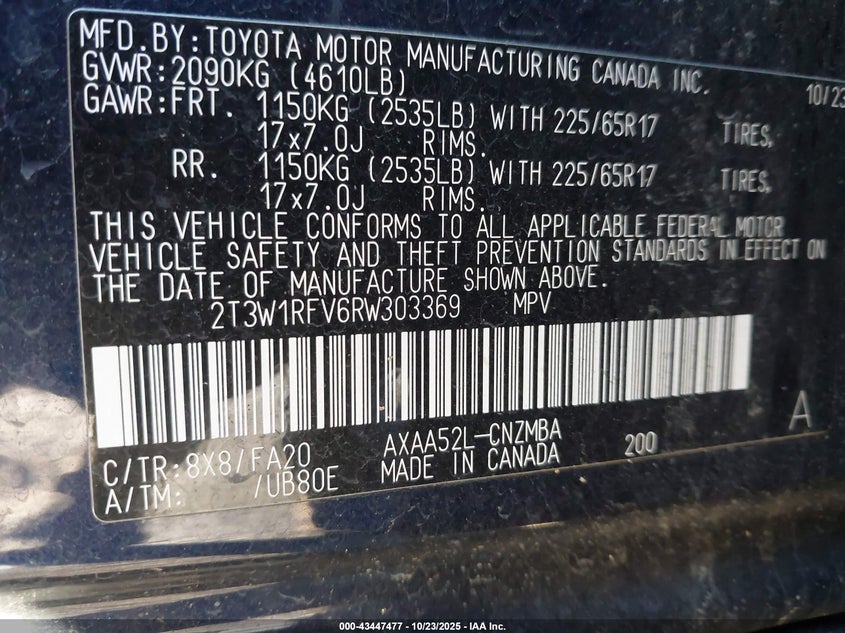 MFD.BY:TOYOTA MOTOR MANUFACTURING CANADA INC.
GVWR:2090KG (4610LB) 10/23
GAWR:FRT. 1150KG (2535LB) WITH 225/65R17 TIRES,
17x7.0J RIMS.
RR. 1150KG (2535LB) WITH 225/65R17 TIRES,
17x7.0J RIMS.
THIS VEHICLE CONFORMS TO ALL APPLICABLE FEDERAL MOTOR
VEHICLE SAFETY AND THEFT PREVENTION STANDARDS IN EFFECT ON
THE DATE OF MANUFACTURE SHOWN ABOVE.
2T3W1RFV6RW303369 MPV
C/TR:8X8/FA20 AXAA52L-CNZMBA 200 A
A/TM: /UB80E MADE IN CANADA
000-43447477 - 10/23/2025 - IAA Inc.